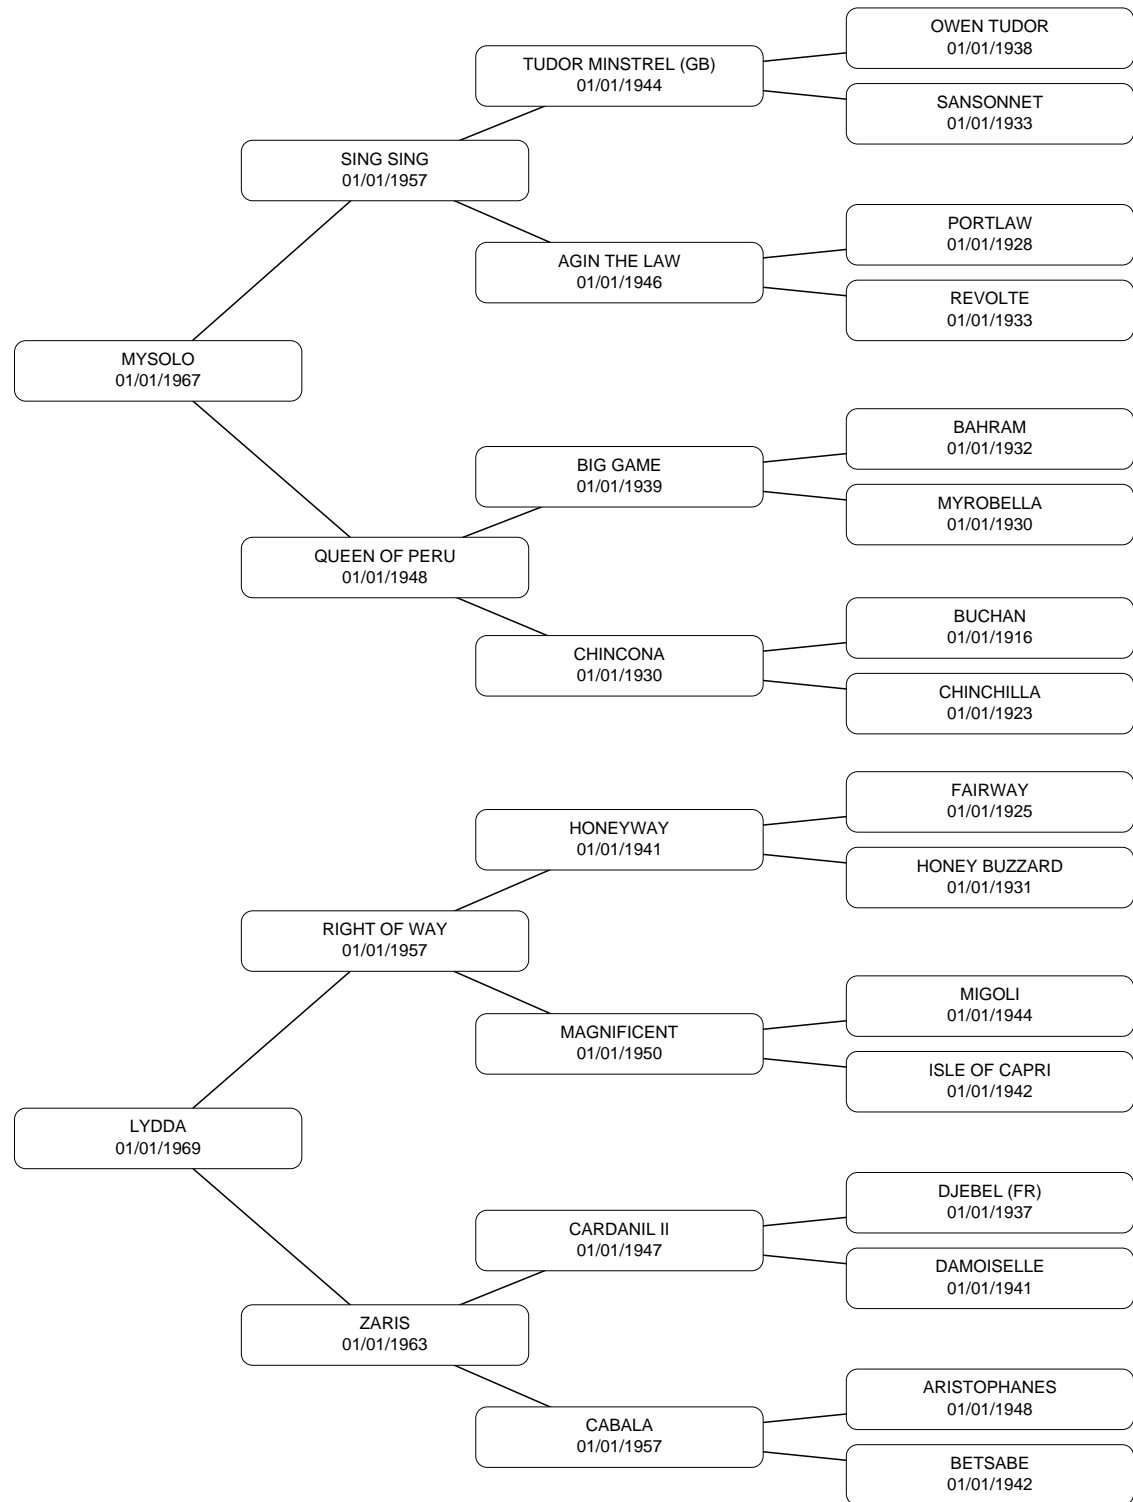 OWEN TUDOR
01/01/1938
TUDOR MINSTREL (GB)
01/01/1944
SANSONNET
01/01/1933
SING SING
01/01/1957
PORTLAW
01/01/1928
AGIN THE LAW
01/01/1946
REVOLTE
01/01/1933
MYSOLO
01/01/1967
BAHRAM
01/01/1932
BIG GAME
01/01/1939
MYROBELLA
01/01/1930
QUEEN OF PERU
01/01/1948
BUCHAN
01/01/1916
CHINCONA
01/01/1930
CHINCHILLA
01/01/1923
FAIRWAY
01/01/1925
HONEYWAY
01/01/1941
HONEY BUZZARD
01/01/1931
RIGHT OF WAY
01/01/1957
MIGOLI
01/01/1944
MAGNIFICENT
01/01/1950
ISLE OF CAPRI
01/01/1942
LYDDA
01/01/1969
DJEBEL (FR)
01/01/1937
CARDANIL II
01/01/1947
DAMOISELLE
01/01/1941
ZARIS
01/01/1963
ARISTOPHANES
01/01/1948
CABALA
01/01/1957
BETSABE
01/01/1942